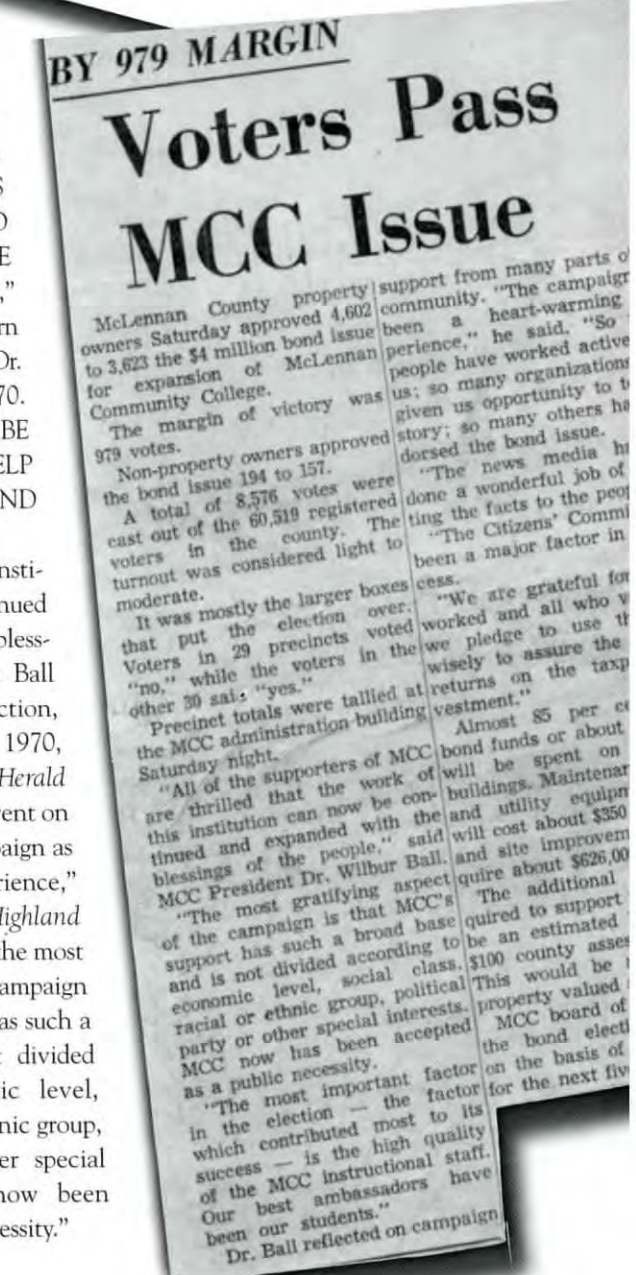 S
E
,”
rn
Dr.
70.
BE
ELP
ND
nsti-
nued
bless-
Ball
ction,
1970,
Herald
ent on
aign as
rience,”
Highland
he most
ampaign
as such a
divided
ic level,
nic group,
er special
now been
essity.”
BY 979 MARGIN
Voters Pass
MCC Issue
McLennan County property
owners Saturday approved 4,602
to 3,623 the $4 million bond issue
for expansion of McLennan
Community College.
The margin of victory was
979 votes.
Non-property owners approved
the bond issue 194 to 157.
A total of 8,576 votes were
cast out of the 60,519 registered
voters in the county. The
turnout was considered light to
moderate.
It was mostly the larger boxes
that put the election over.
Voters in 29 precincts voted
"no," while the voters in the
other 30 said "yes."
Precinct totals were tallied at
the MCC administration building
Saturday night.
"All of the supporters of MCC
are thrilled that the work of
this institution can now be con-
tinued and expanded with the
blessings of the people," said
MCC President Dr. Wilbur Ball.
"The most gratifying aspect
of the campaign is that MCC's
support has such a broad base
and is not divided according to
economic level, social class,
racial or ethnic group, political
party or other special interests.
MCC now has been accepted
as a public necessity.
"The most important factor
in the election — the factor
which contributed most to its
success — is the high quality
of the MCC instructional staff.
Our best ambassadors have
been our students."
Dr. Ball reflected on campaign
support from many parts o
community. "The campaign
been a heart-warming
perience," he said. "So
people have worked active
us; so many organizations
given us opportunity to t
story; so many others ha
dorsed the bond issue.
"The news media h
done a wonderful job of
ting the facts to the peop
"The Citizens' Commi
been a major factor in
cess.
"We are grateful for
worked and all who v
we pledge to use th
wisely to assure the
returns on the taxp
vestment."
Almost 85 per ce
bond funds or about
will be spent on
buildings. Maintenan
and utility equipm
will cost about $350
and site improvem
quire about $626,00
The additional
quired to support
be an estimated
$100 county asses
This would be
property valued
MCC board of
the bond electi
on the basis of
for the next five